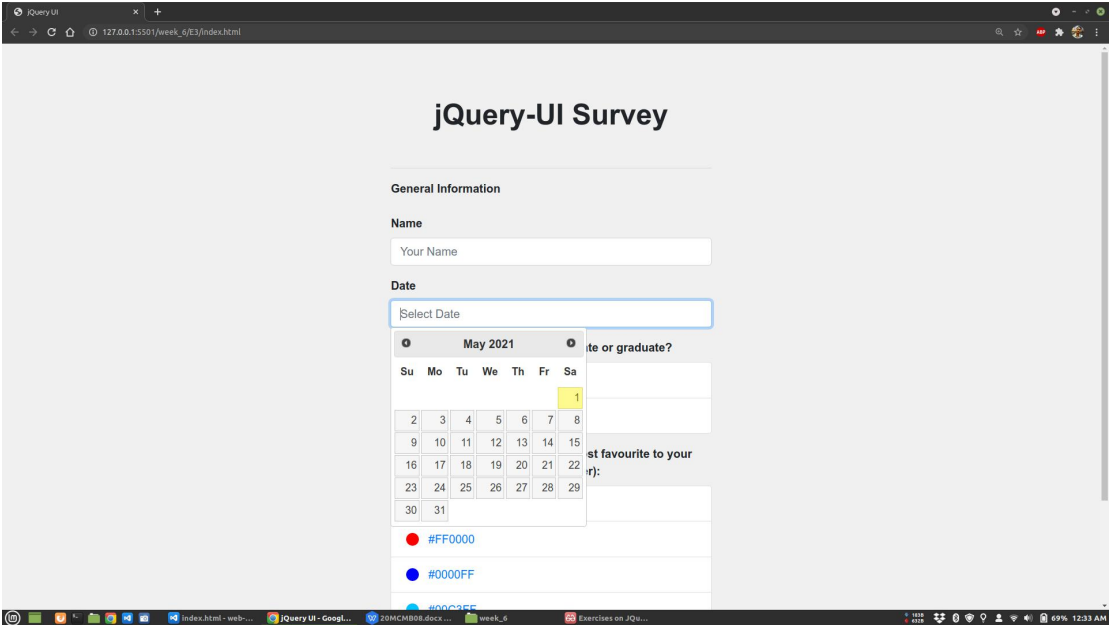 jQuery UI
127.0.0.1:5501/week_6/E3/index.html
ABP
jQuery-UI Survey
General Information
Name
Your Name
Date
Select Date
May 2021
te or graduate?
Su Mo Tu We Th Fr Sa
1
2 3 4 5 6 7 8
9 10 11 12 13 14 15
st favourite to your
16 17 18 19 20 21 22
r):
23 24 25 26 27 28 29
30 31
#FF0000
#0000FF
#00C3FF
index.html - web-... jQuery UI - Googl... 20MCMB08.docx ... week_6 Exercises on JQu... 69% 12:33 AM